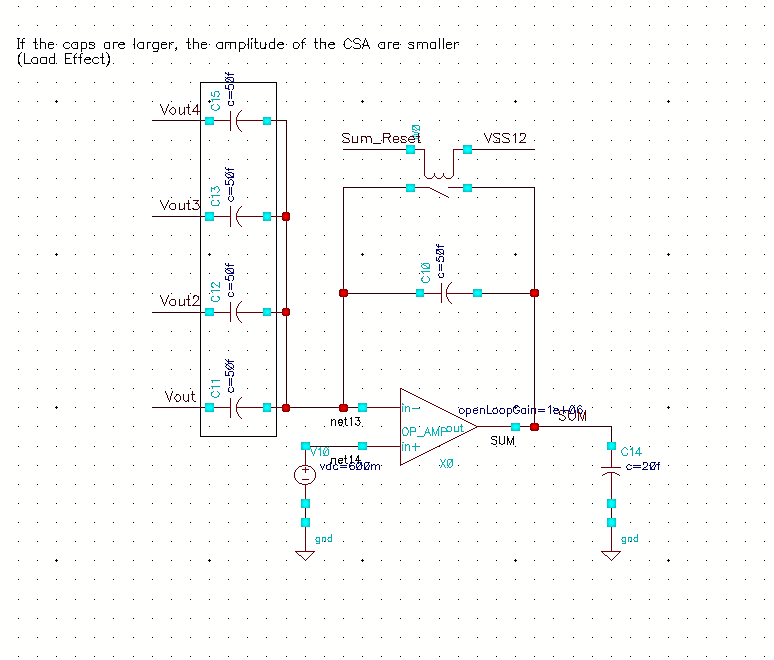 If the caps are larger, the amplitude of the CSA are smaller
(Load Effect)
Vout4
C15
c=50f
Vout3
C13
c=50f
Vout2
C12
c=50f
Vout
C11
c=50f
Sum_Reset
VSS12
C10
c=50f
net13
in-
OP_AMP
out
in+
openLoopGain=1e+06
SUM
SUM
X0
net14
V10
vdc=600m
gnd
C14
c=20f
gnd